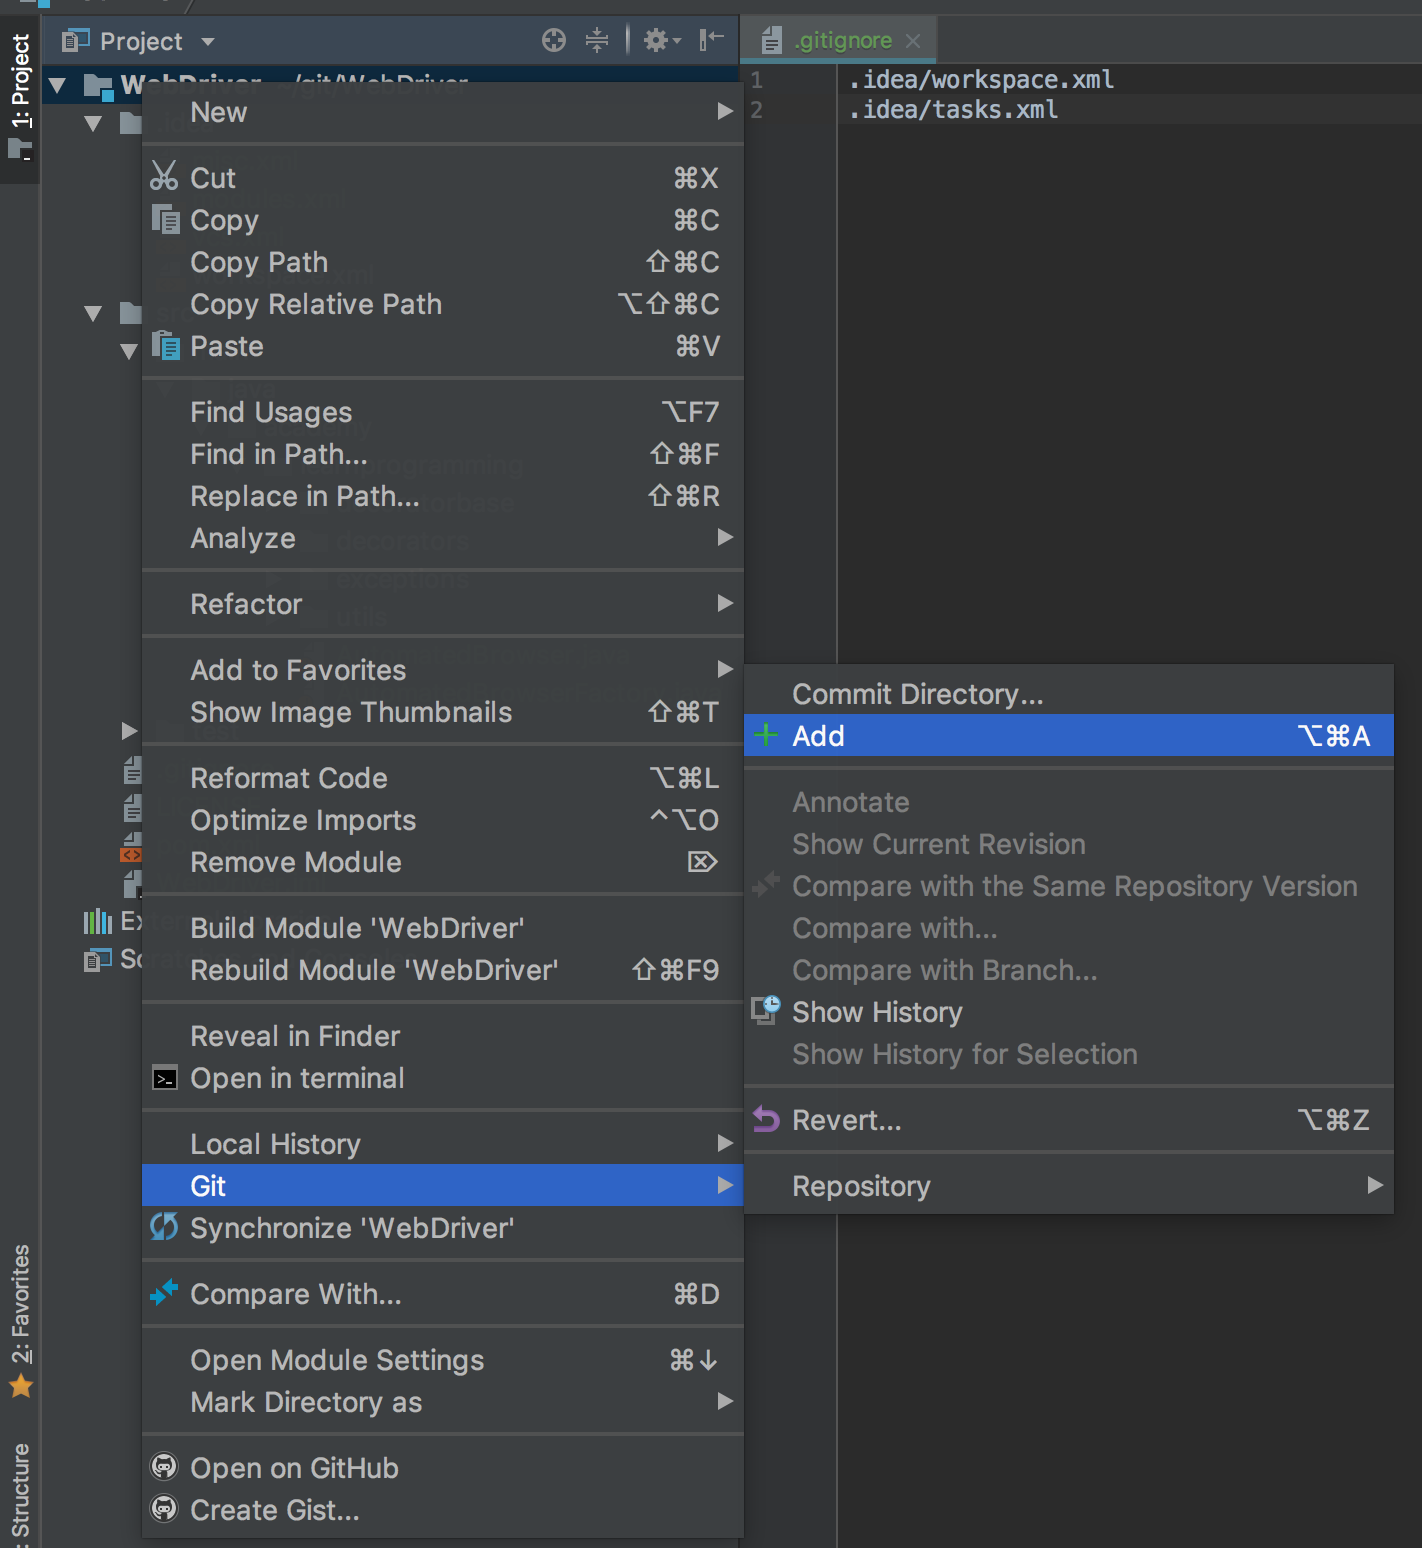 Project
.gitignore
1: Project
WebDriver ~/git/WebDriver
1 .idea/workspace.xml
2 .idea/tasks.xml
New
Cut ⌘X
Copy ⌘C
Copy Path ⇧⌘C
Copy Relative Path ⌥⇧⌘C
Paste ⌘V
Find Usages ⌥F7
Find in Path... ⇧⌘F
Replace in Path... ⇧⌘R
Analyze
decorators
exceptions
Refactor
utils
Add to Favorites
Show Image Thumbnails ⇧⌘T
Reformat Code ⌥⌘L
Optimize Imports ^⌥O
Remove Module ⌦
Build Module 'WebDriver'
Rebuild Module 'WebDriver' ⇧⌘F9
Reveal in Finder
Open in terminal
Local History
Git
Synchronize 'WebDriver'
Compare With... ⌘D
Open Module Settings ⌘↓
Mark Directory as
Open on GitHub
Create Gist...
Commit Directory...
Add ⌥⌘A
Annotate
Show Current Revision
Compare with the Same Repository Version
Compare with...
Compare with Branch...
Show History
Show History for Selection
Revert... ⌥⌘Z
Repository
2: Favorites
: Structure